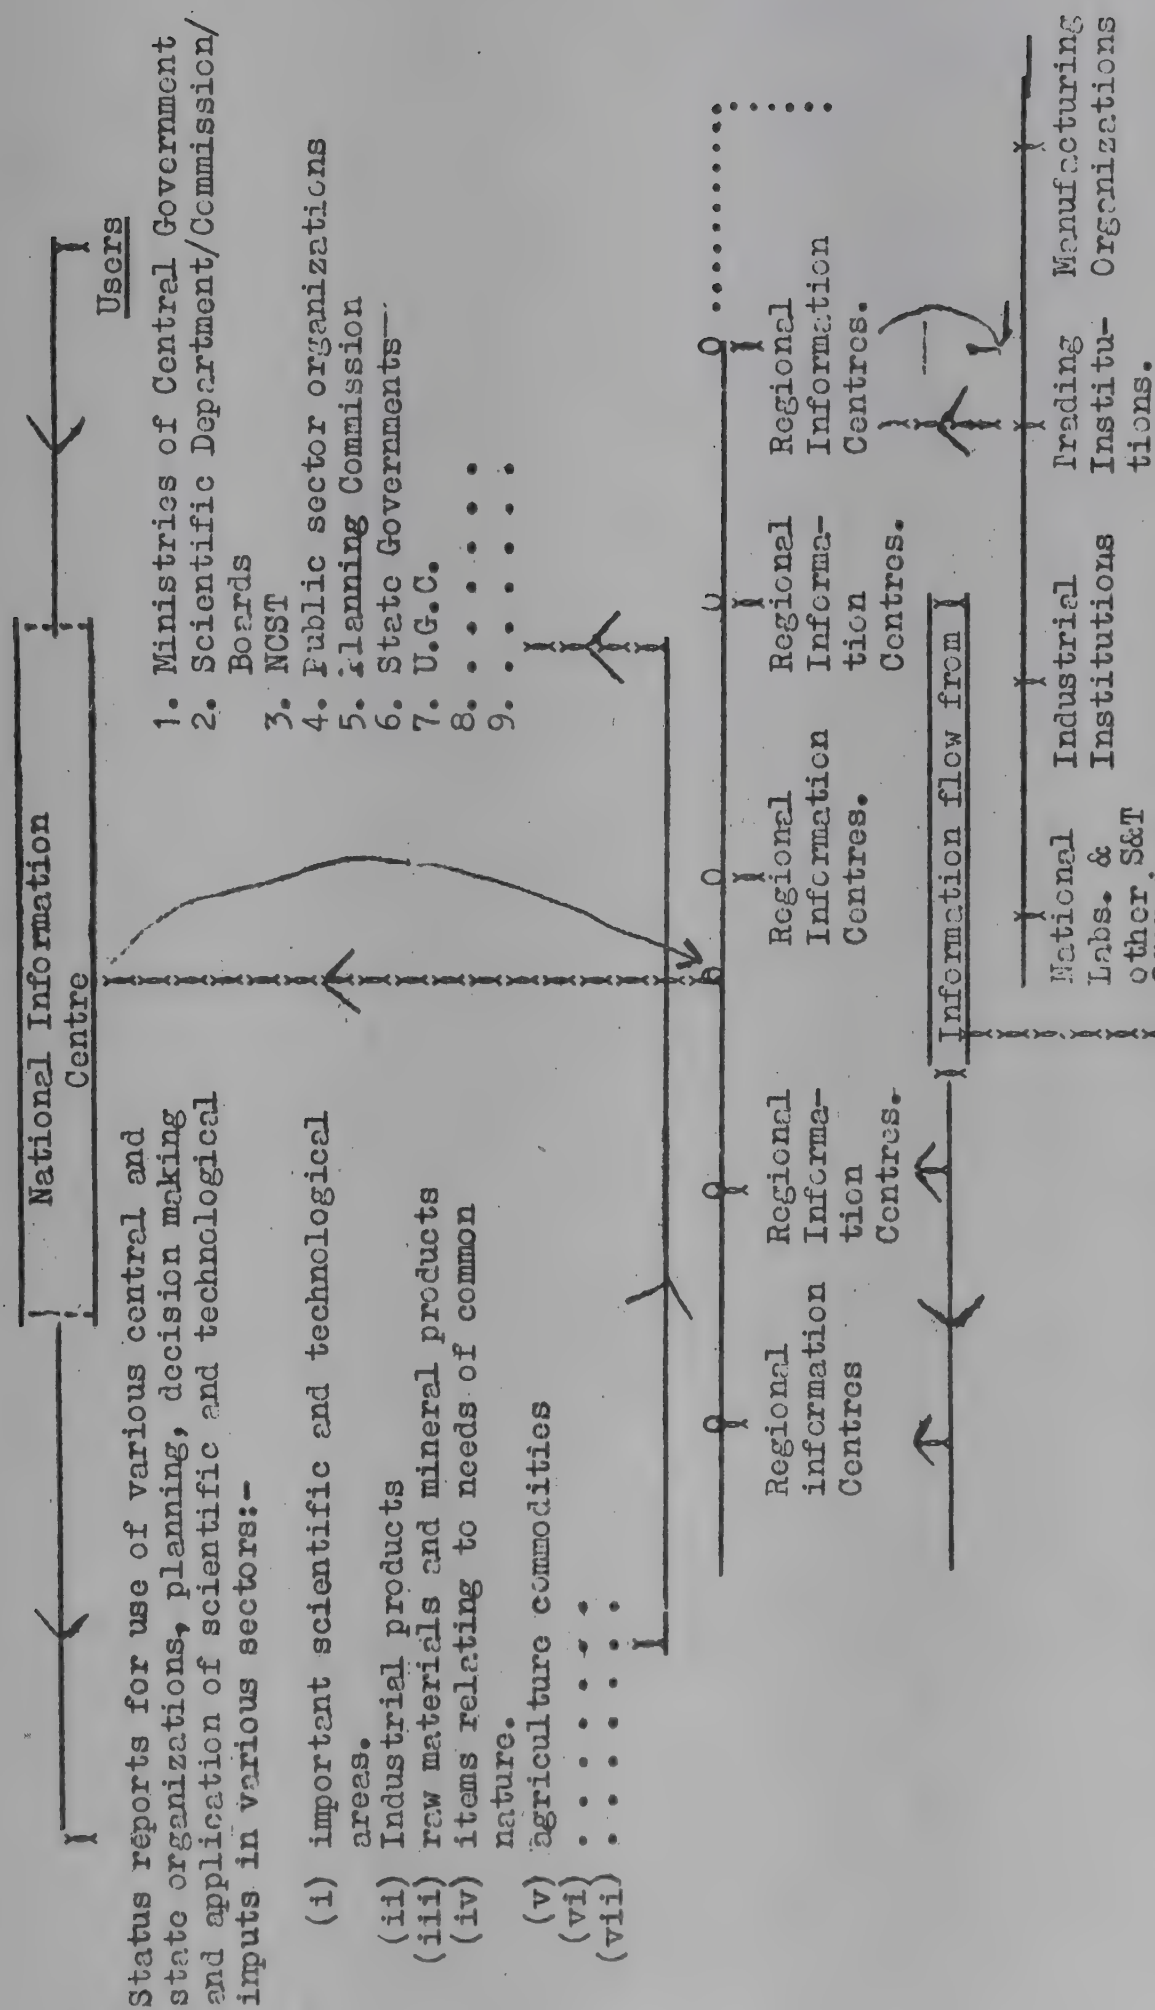 National Information
Centre
Users
Status reports for use of various central and
state organizations, planning, decision making
and application of scientific and technological
inputs in various sectors:-
(i) important scientific and technological
areas.
(ii) Industrial products
(iii) raw materials and mineral products
(iv) items relating to needs of common
nature.
(v) agriculture commodities
(vi) . . . . . . .
(vii) . . . . . . .
1. Ministries of Central Government
2. Scientific Department/Commission/
Boards
3. NCST
4. Public sector organizations
5. Planning Commission
6. State Governments
7. U.G.C.
8. . . . . . .
9. . . . . . .
Regional
information
Centres
Regional
Informa-
tion
Centres.
Regional
Information
Centres.
Regional
Informa-
tion
Centres.
Regional
Information
Centres.
Information flow from
National
Labs. &
other S&T
Industrial
Institutions
Trading
Institu-
tions.
Manufacturing
Organizations